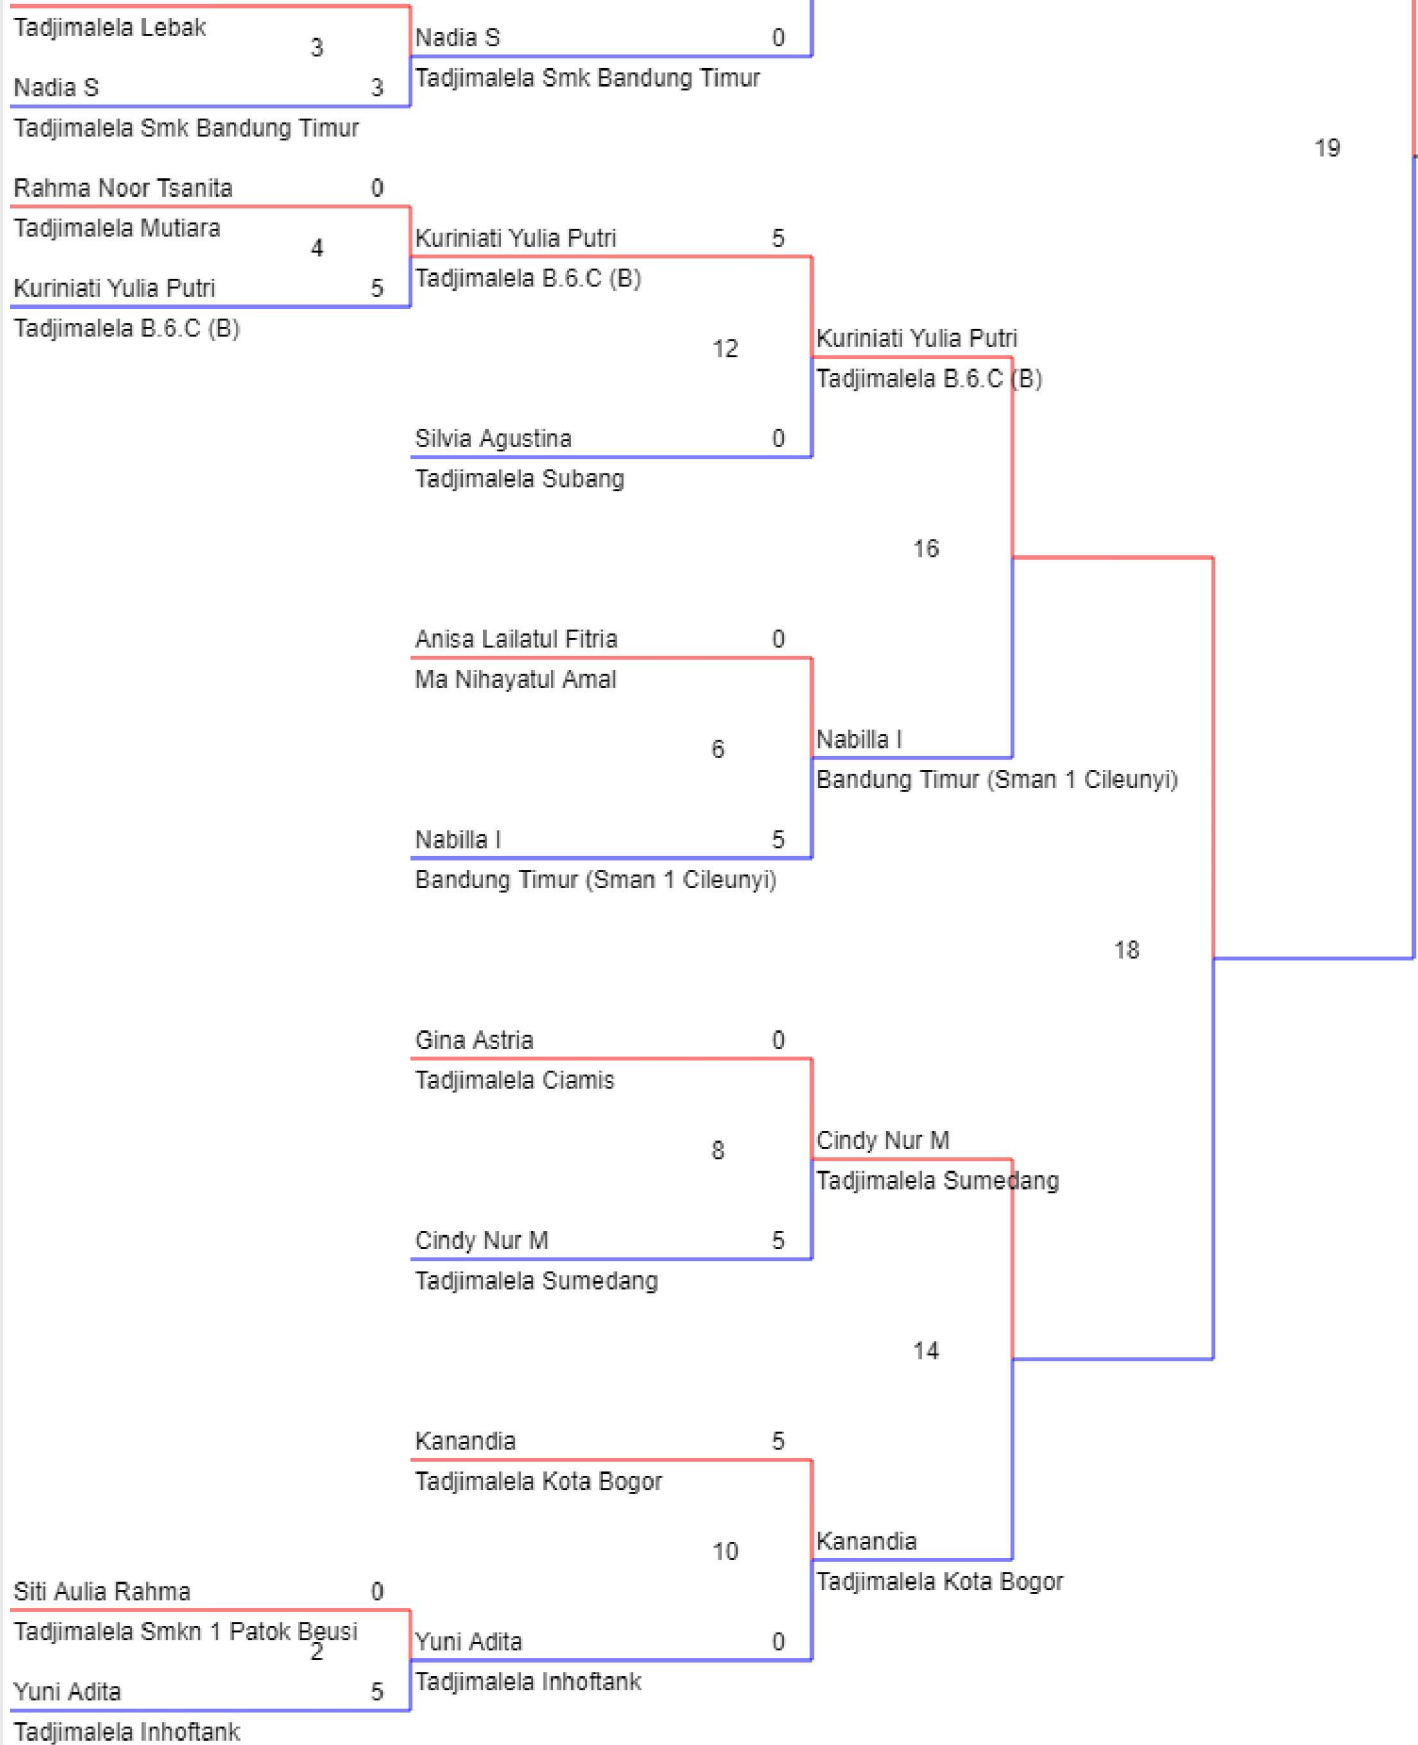 Tadjimalela Lebak
3
Nadia S 0
Nadia S 3
Tadjimalela Smk Bandung Timur
Tadjimalela Smk Bandung Timur
19
Rahma Noor Tsanita 0
Tadjimalela Mutiara
4
Kuriniati Yulia Putri 5
Tadjimalela B.6.C (B)
Kuriniati Yulia Putri 5
Tadjimalela B.6.C (B)
12
Kuriniati Yulia Putri
Tadjimalela B.6.C (B)
Silvia Agustina 0
Tadjimalela Subang
16
Anisa Lailatul Fitria 0
Ma Nihayatul Amal
6
Nabilla I
Bandung Timur (Sman 1 Cileunyi)
Nabilla I 5
Bandung Timur (Sman 1 Cileunyi)
18
Gina Astria 0
Tadjimalela Ciamis
8
Cindy Nur M
Tadjimalela Sumedang
Cindy Nur M 5
Tadjimalela Sumedang
14
Kanandia 5
Tadjimalela Kota Bogor
10
Kanandia
Tadjimalela Kota Bogor
Siti Aulia Rahma 0
Tadjimalela Smkn 1 Patok Beusi
2
Yuni Adita 0
Tadjimalela Inhoftank
Yuni Adita 5
Tadjimalela Inhoftank